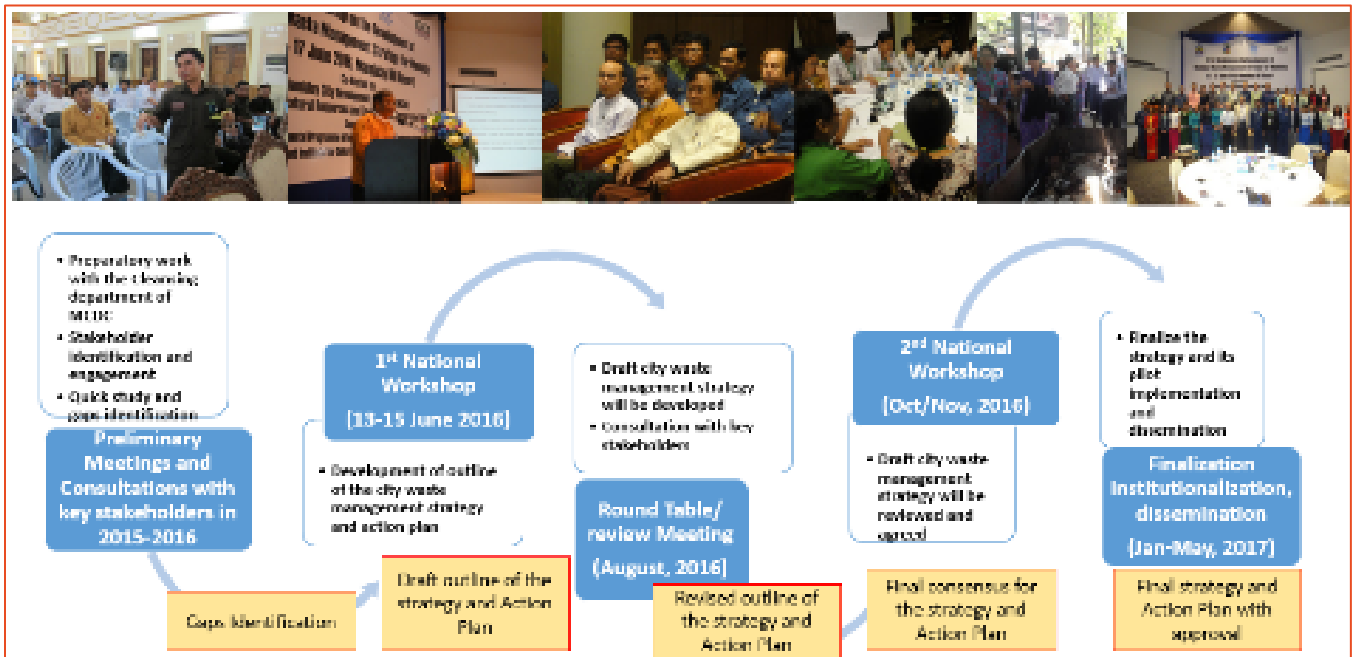 Waste Management Strategy for Mandalay
• Preparatory work
with the Cleansing
department of
MCDC
• Stakeholder
identification and
engagement
• Quick study and
gaps identification
Preliminary
Meetings and
Consultations with
key stakeholders in
2015-2016
Gaps Identification
1st National
Workshop
(13-15 June 2016)
• Development of outline
of the city waste
management strategy
and action plan
Draft outline of the
strategy and Action
Plan
• Draft city waste
management strategy
will be developed
• Consultation with key
stakeholders
Round Table/
review Meeting
(August, 2016)
Revised outline of
the strategy and
Action Plan
2nd National
Workshop
(Oct/Nov, 2016)
• Draft city waste
management
strategy will be
reviewed and
agreed
Final consensus for
the strategy and
Action Plan
• Finalize the
strategy and its
pilot
implementation
and
dissemination
Finalization
institutionalization,
dissemination
(Jan-May, 2017)
Final strategy and
Action Plan with
approval